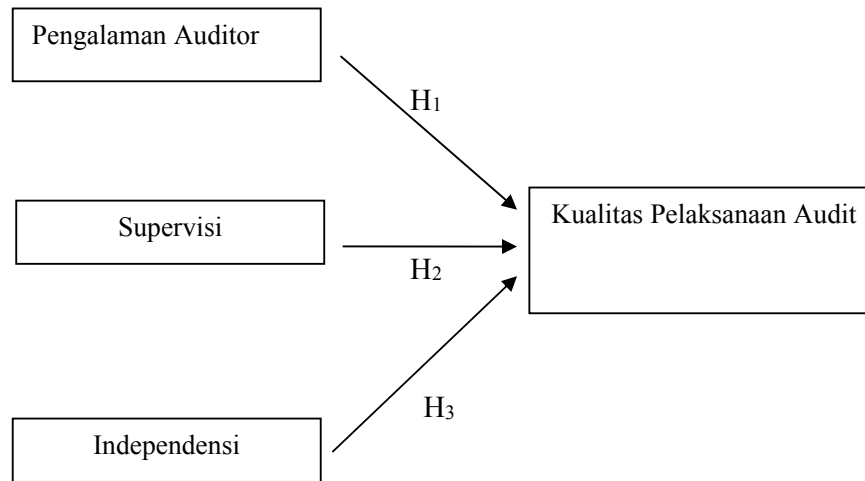 Pengalaman Auditor
H1
Supervisi
Kualitas Pelaksanaan Audit
H2
H3
Independensi